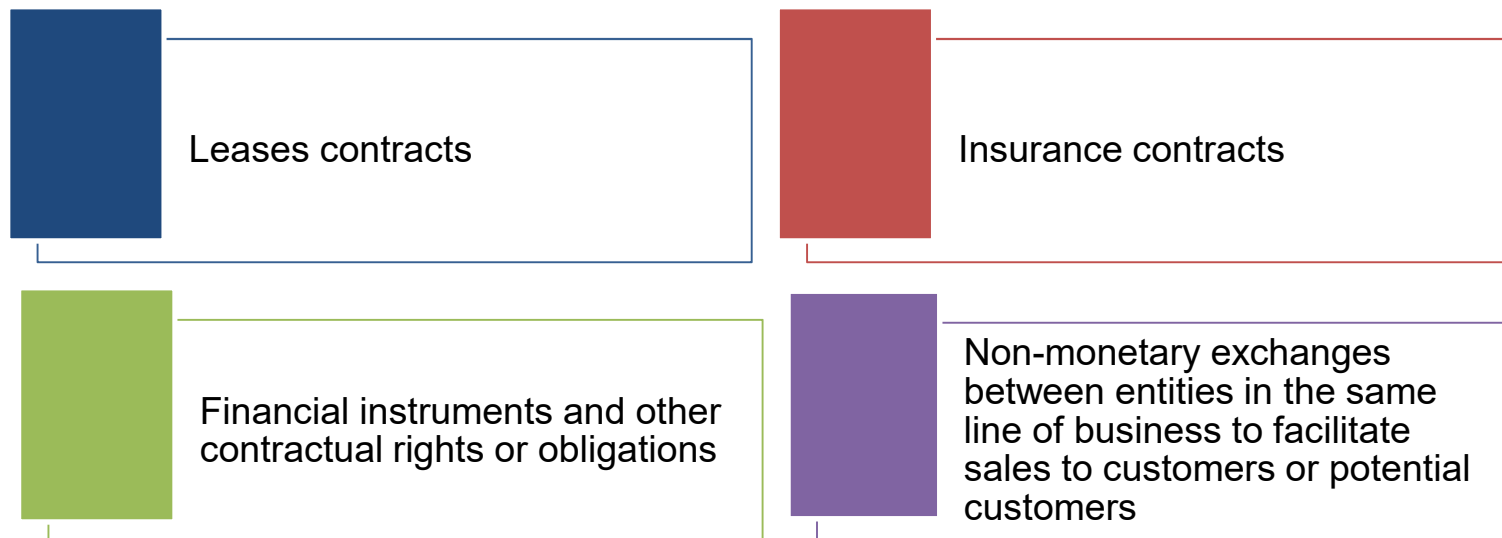 Leases contracts
Insurance contracts
Financial instruments and other
contractual rights or obligations
Non-monetary exchanges
between entities in the same
line of business to facilitate
sales to customers or potential
customers